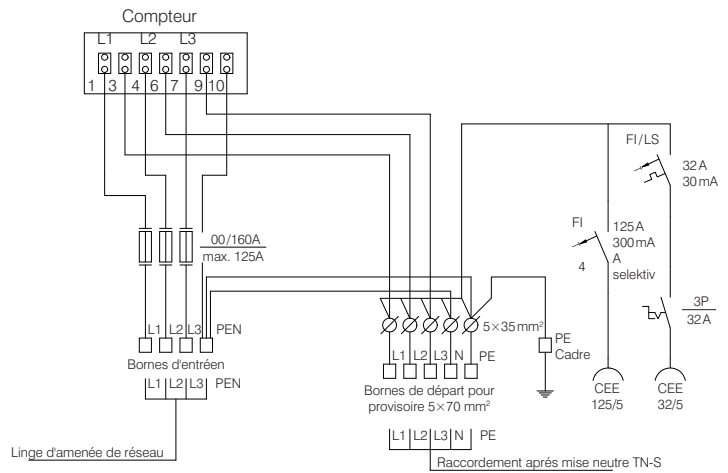 Compteur
L1 L2 L3
1 3 4 6 7 9 10
FI/LS
32 A
30 mA
FI
125 A
300 mA
A
selektiv
4
00/160A
max. 125A
3P
32 A
L1 L2 L3 PEN
5×35 mm²
PE
Cadre
Bornes d'entréen
L1 L2 L3 N PE
CEE
125/5
CEE
32/5
L1 L2 L3 PEN
Bornes de départ pour
provisoire 5×70 mm²
L1 L2 L3 N PE
Linge d'amenée de réseau
Raccordement aprés mise neutre TN-S